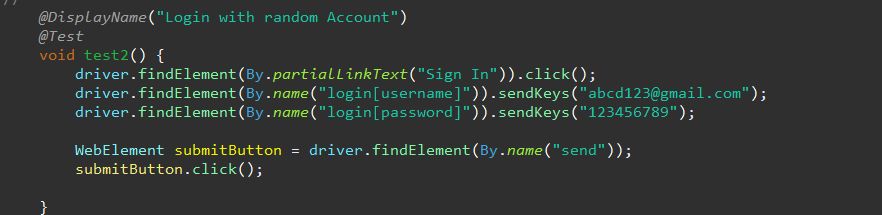 //
@DisplayName("Login with random Account")
@Test
void test2() {
driver.findElement(By.partialLinkText("Sign In")).click();
driver.findElement(By.name("login[username]")).sendKeys("abcd123@gmail.com");
driver.findElement(By.name("login[password]")).sendKeys("123456789");
WebElement submitButton = driver.findElement(By.name("send"));
submitButton.click();
}